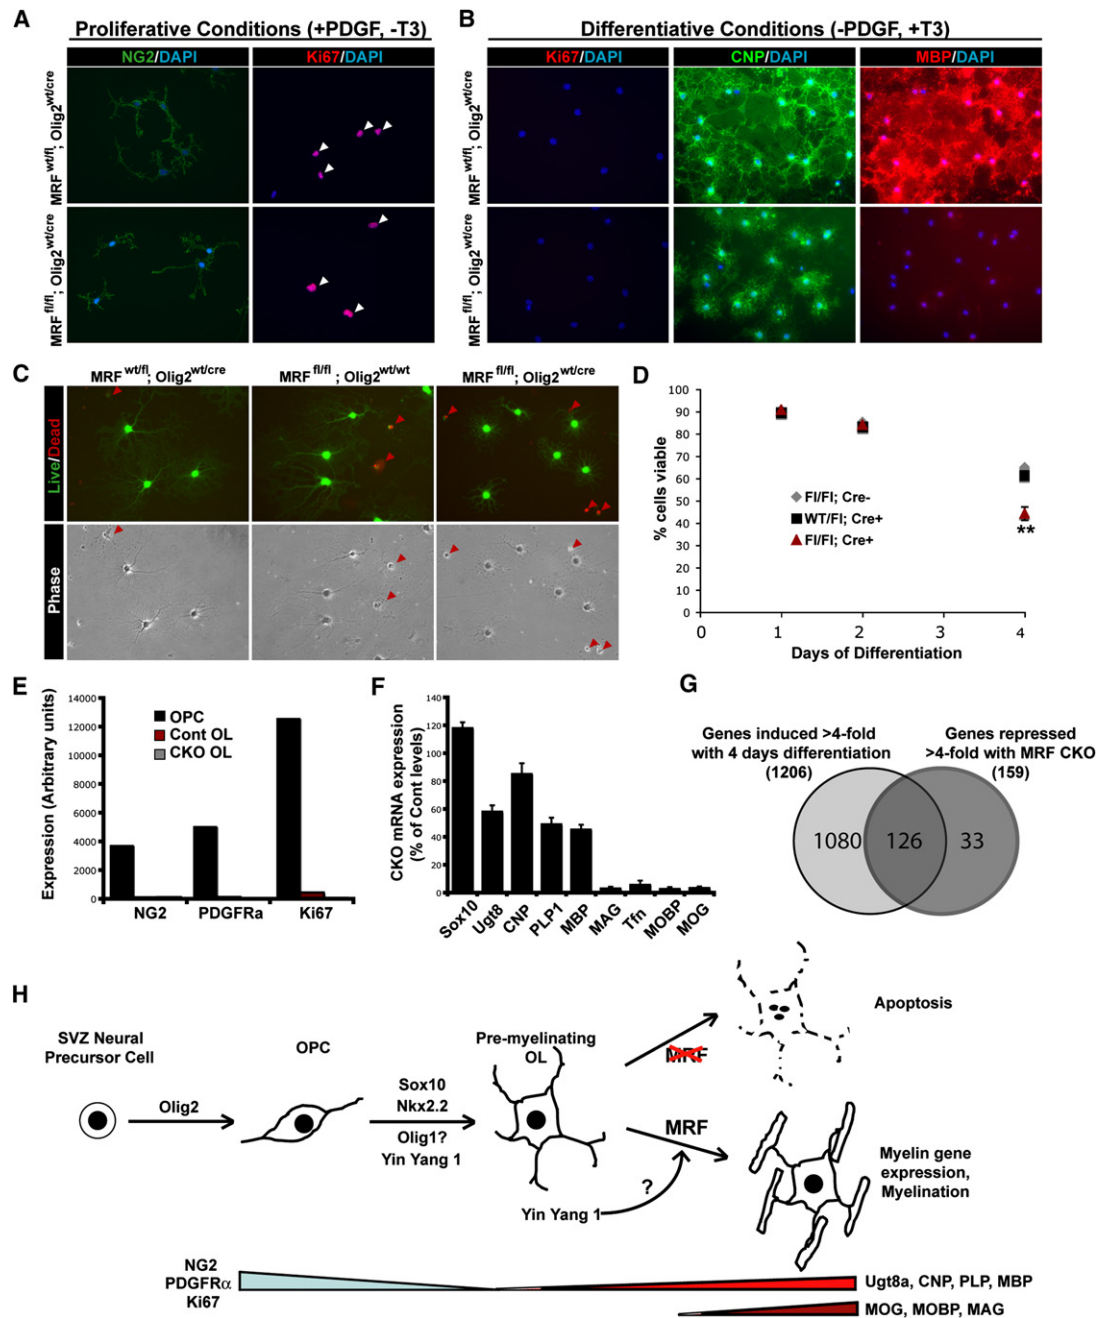 A
Proliferative Conditions (+PDGF, -T3)
NG2/DAPI
Ki67/DAPI
MRF wt/fl; Olig2 wt/cre
MRF fl/fl; Olig2 wt/cre
B
Differentiative Conditions (-PDGF, +T3)
Ki67/DAPI
CNP/DAPI
MBP/DAPI
MRF wt/fl; Olig2 wt/cre
MRF fl/fl; Olig2 wt/cre
C
MRF wt/fl; Olig2 wt/cre
MRF fl/fl; Olig2 wt/wt
MRF fl/fl; Olig2 wt/cre
Live/Dead
Phase
D
% cells viable
100
90
80
70
60
50
40
30
20
10
0
Fl/Fl; Cre-
WT/Fl; Cre+
Fl/Fl; Cre+
**
0
1
2
3
4
Days of Differentiation
E
Expression (Arbitrary units)
14000
12000
10000
8000
6000
4000
2000
0
OPC
Cont OL
CKO OL
NG2
PDGFRa
Ki67
F
CKO mRNA expression
(% of Cont levels)
140
120
100
80
60
40
20
0
Sox10
Ugt8
CNP
PLP1
MBP
MAG
Tfn
MOBP
MOG
G
Genes induced >4-fold
with 4 days differentiation
(1206)
Genes repressed
>4-fold with MRF CKO
(159)
1080
126
33
H
SVZ Neural
Precursor Cell
Olig2
OPC
Sox10
Nkx2.2
Olig1?
Yin Yang 1
Pre-myelinating
OL
MRF
Apoptosis
MRF
?
Yin Yang 1
Myelin gene
expression,
Myelination
NG2
PDGFRα
Ki67
Ugt8a, CNP, PLP, MBP
MOG, MOBP, MAG